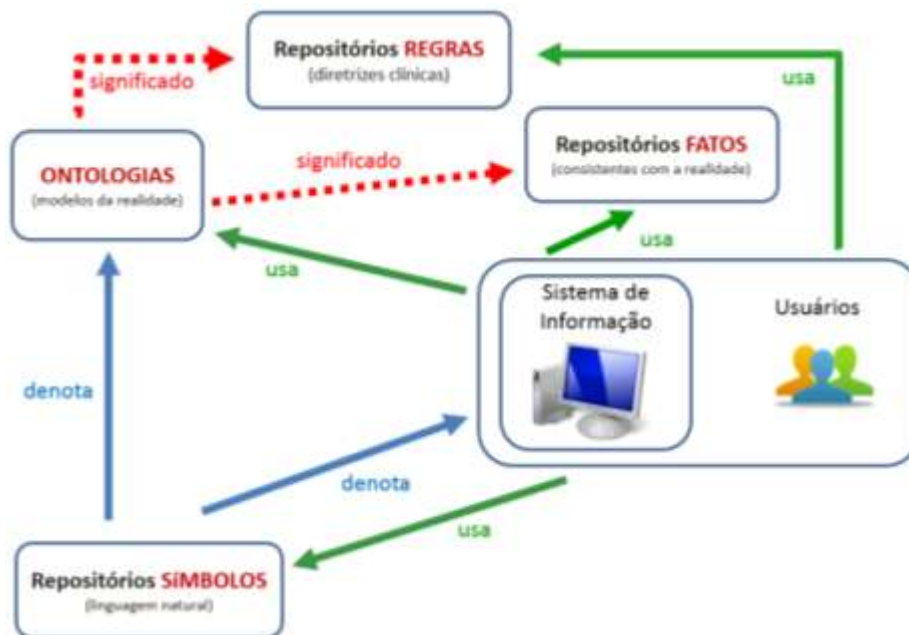 Repositórios REGRAS
(diretrizes clínicas)
significado
usa
Repositórios FATOS
(consistentes com a realidade)
significado
ONTOLOGIAS
(modelos da realidade)
usa
usa
Sistema de
Informação
Usuários
denota
denota
usa
Repositórios SíMBOLOS
(linguagem natural)